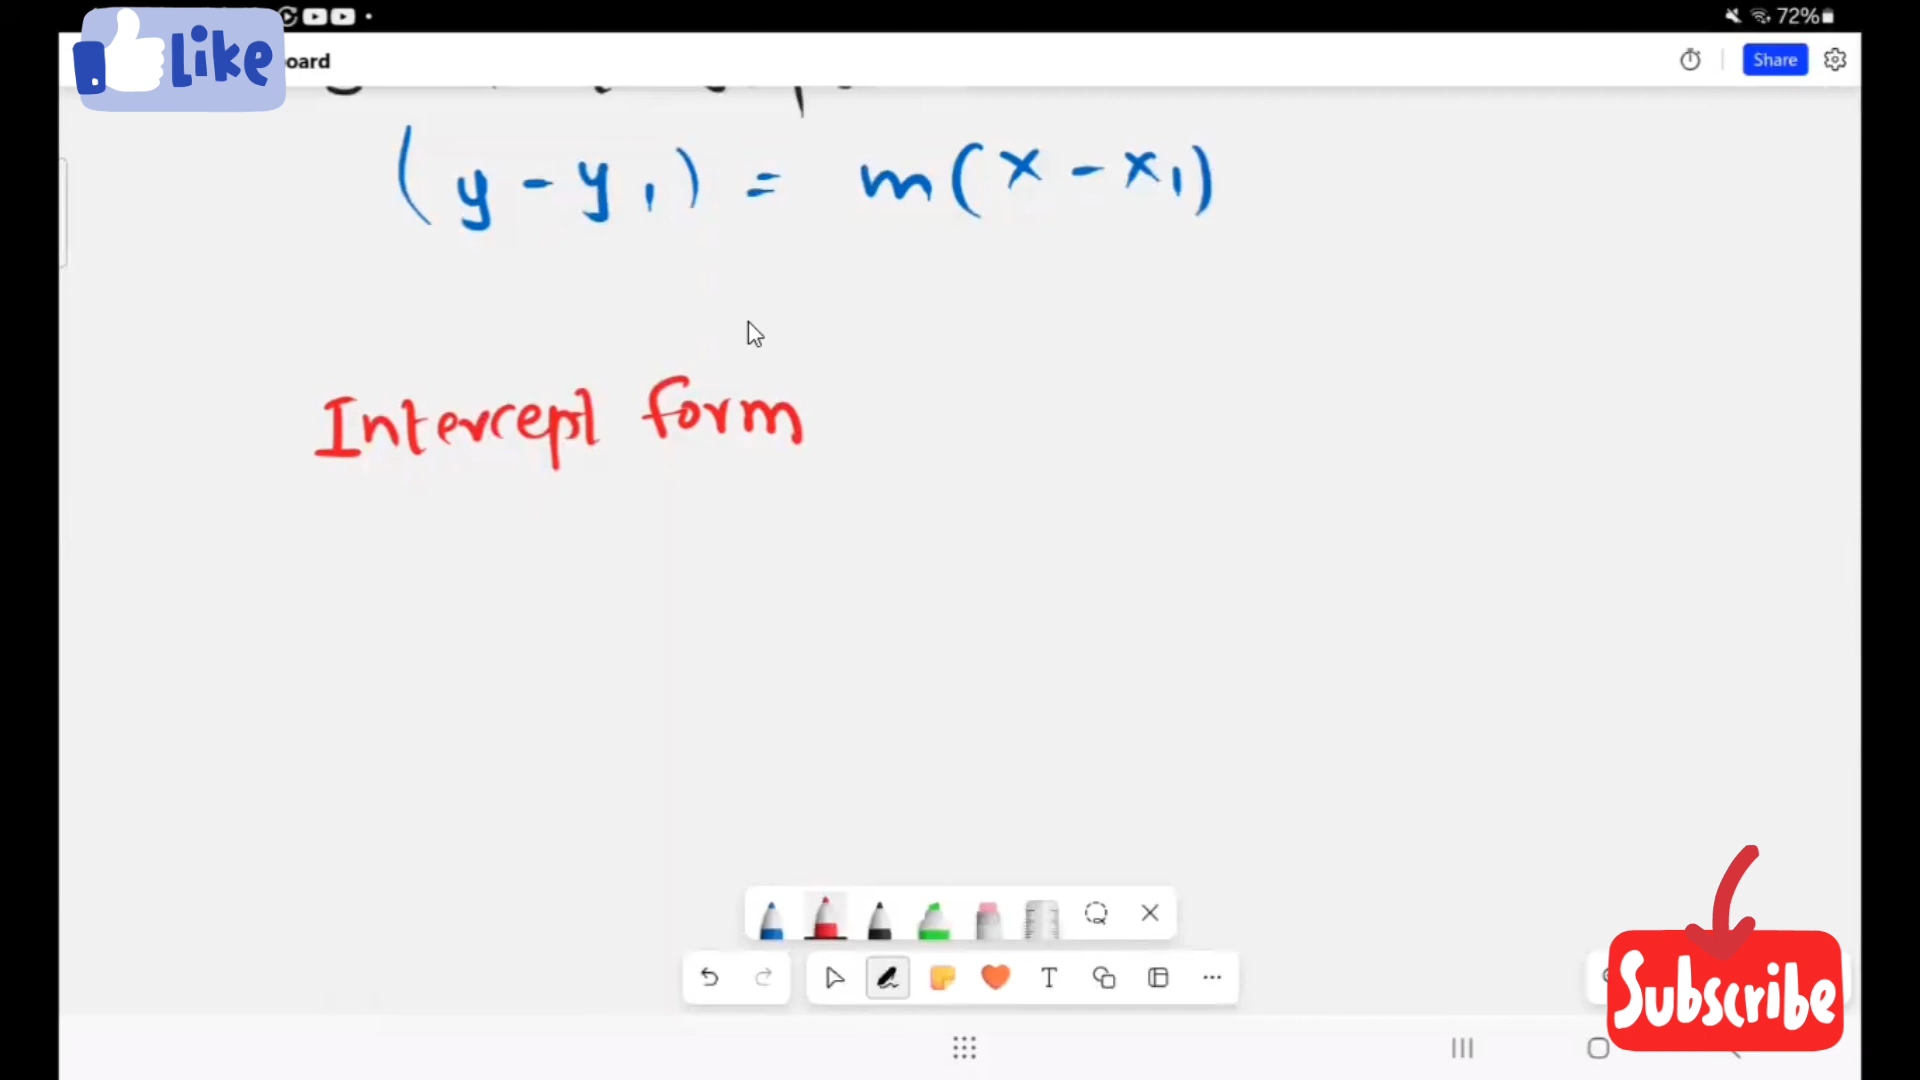 Like
72%
oard
Share
(y - y₁) = m(x - x₁)
Intercept form
T
Subscribe